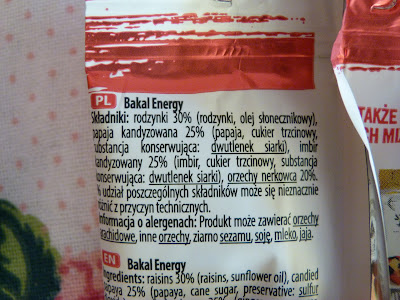 PL Bakal Energy
Składniki: rodzynki 30% (rodzynki, olej słonecznikowy),
papaja kandyzowana 25% (papaja, cukier trzcinowy,
substancja konserwująca: dwutlenek siarki), imbir
kandyzowany 25% (imbir, cukier trzcinowy, substancja
konserwująca: dwutlenek siarki), orzechy nerkowca 20%.
udział poszczególnych składników może się nieznacznie
z przyczyn technicznych.
Informacja o alergenach: Produkt może zawierać orzechy
arachidowe, inne orzechy, ziarno sezamu, soję, mleko, jaja.
EN Bakal Energy
Ingredients: raisins 30% (raisins, sunflower oil), candied
papaya 25% (papaya, cane sugar, preservative: sulfur
TAKŻE